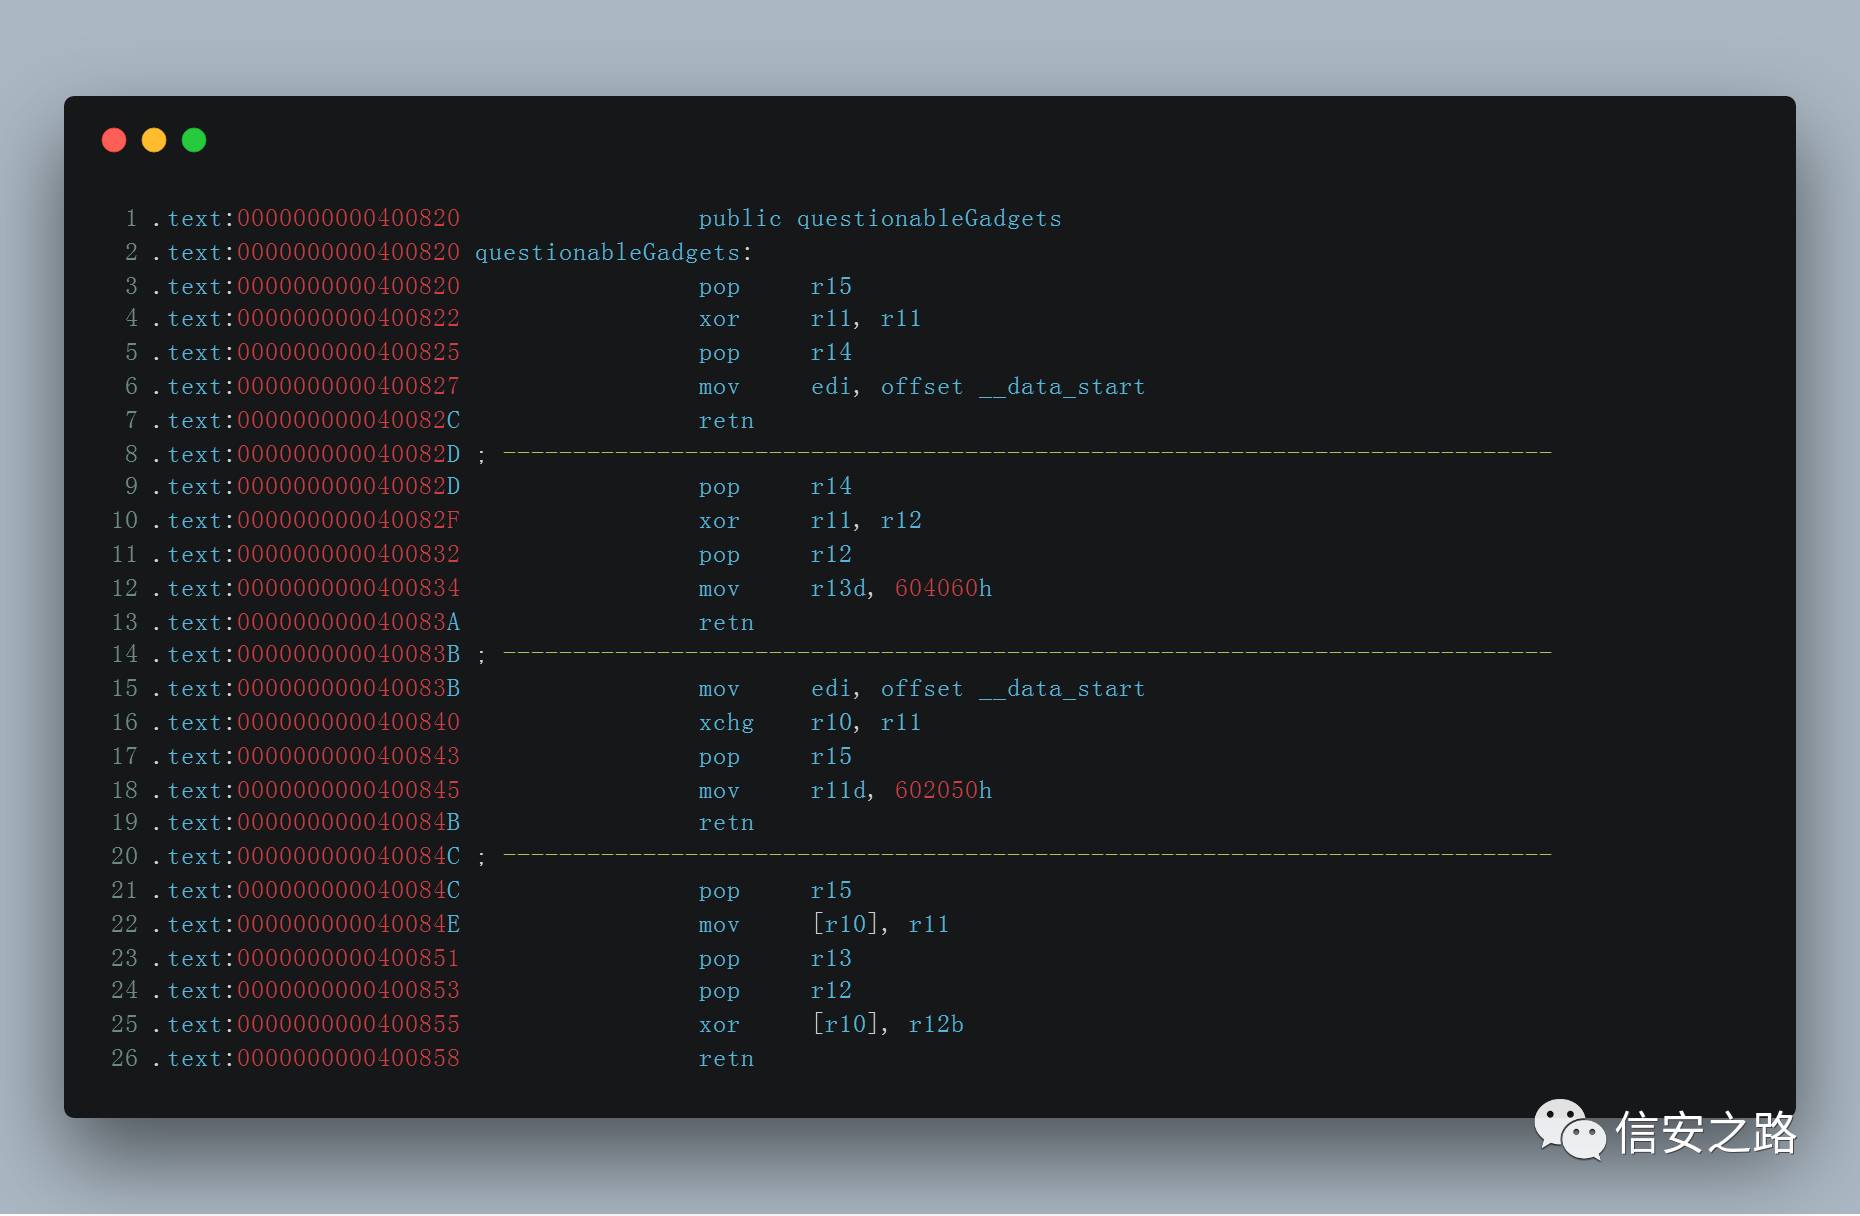 1 .text:0000000000400820 public questionableGadgets
2 .text:0000000000400820 questionableGadgets:
3 .text:0000000000400820 pop r15
4 .text:0000000000400822 xor r11, r11
5 .text:0000000000400825 pop r14
6 .text:0000000000400827 mov edi, offset __data_start
7 .text:000000000040082C retn
8 .text:000000000040082D ; ---------------------------------------------------------------------------
9 .text:000000000040082D pop r14
10 .text:000000000040082F xor r11, r12
11 .text:0000000000400832 pop r12
12 .text:0000000000400834 mov r13d, 604060h
13 .text:000000000040083A retn
14 .text:000000000040083B ; ---------------------------------------------------------------------------
15 .text:000000000040083B mov edi, offset __data_start
16 .text:0000000000400840 xchg r10, r11
17 .text:0000000000400843 pop r15
18 .text:0000000000400845 mov r11d, 602050h
19 .text:000000000040084B retn
20 .text:000000000040084C ; ---------------------------------------------------------------------------
21 .text:000000000040084C pop r15
22 .text:000000000040084E mov [r10], r11
23 .text:0000000000400851 pop r13
24 .text:0000000000400853 pop r12
25 .text:0000000000400855 xor [r10], r12b
26 .text:0000000000400858 retn
信安之路